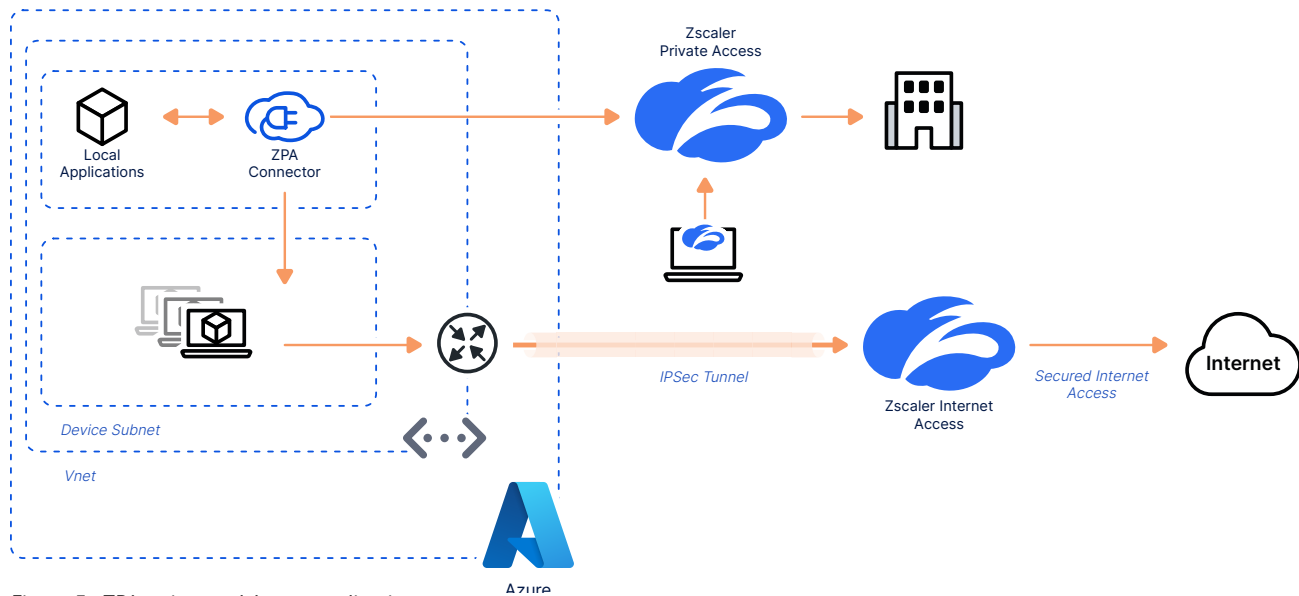 Zscaler
Private Access
Local
Applications
ZPA
Connector
IPSec Tunnel
Internet
Secured Internet
Access
Zscaler Internet
Access
Device Subnet
Vnet
Azure